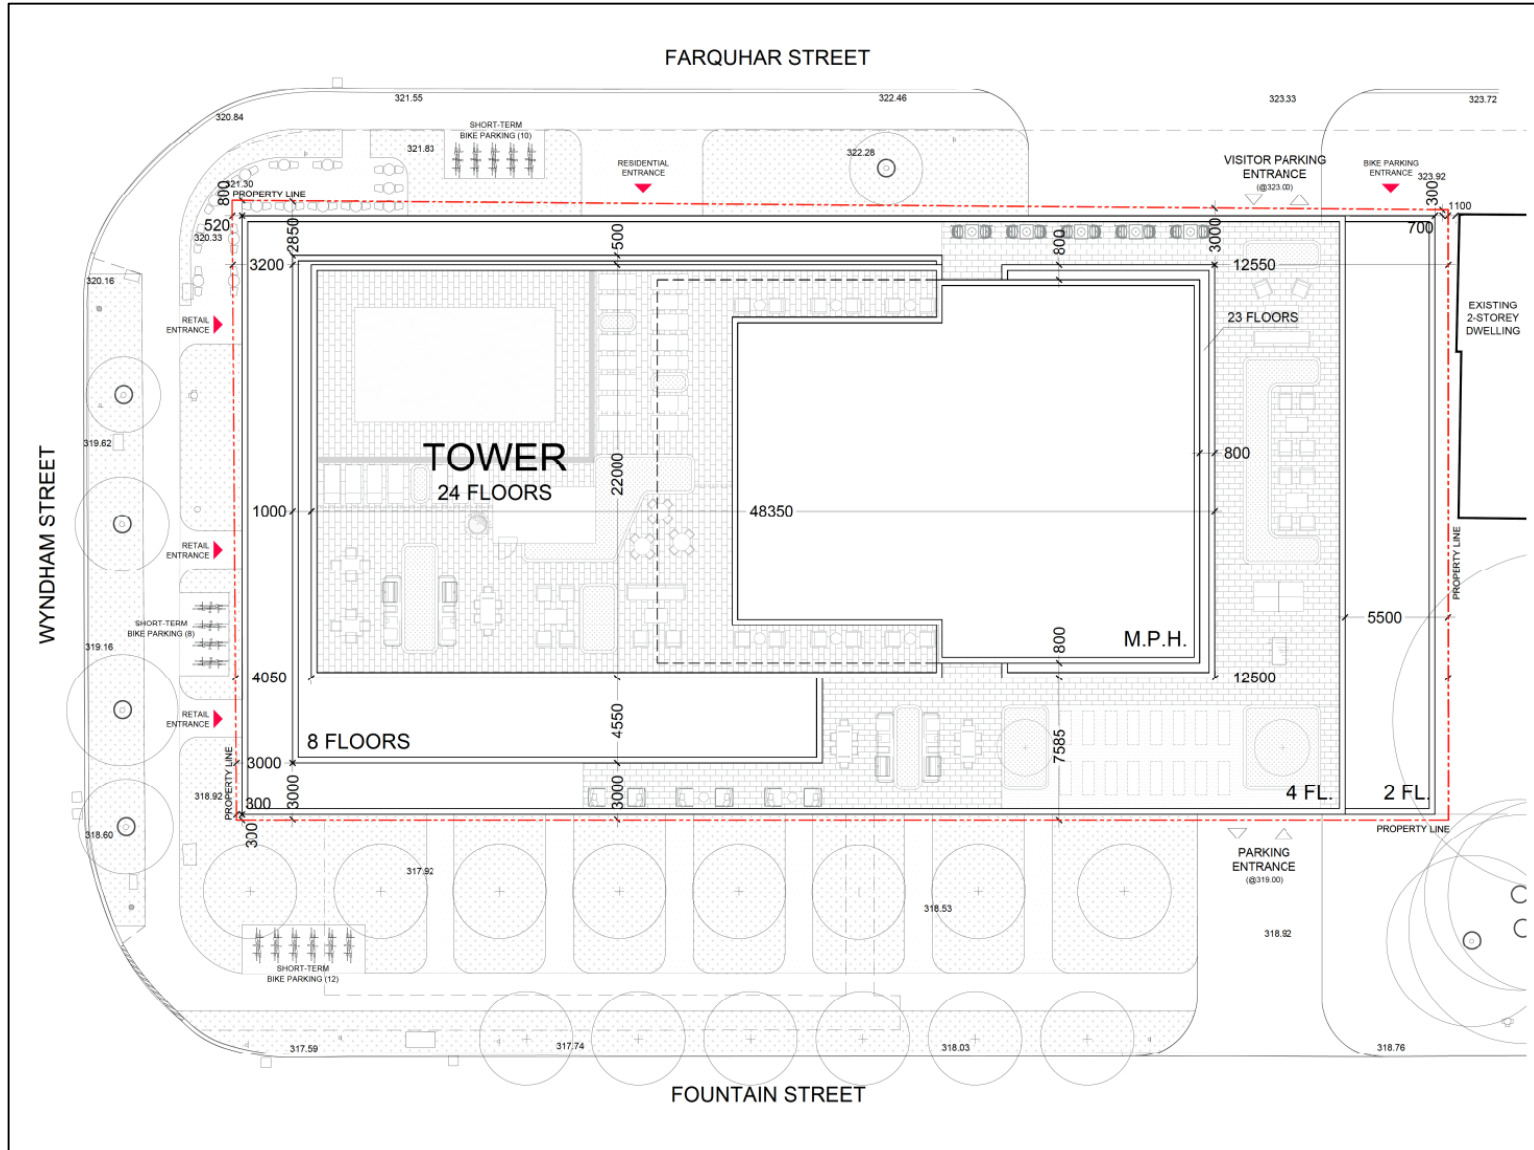 FARQUHAR STREET
321.55
322.46
323.33
323.72
320.84
SHORT-TERM
BIKE PARKING (10)
321.83
322.28
RESIDENTIAL
ENTRANCE
VISITOR PARKING
ENTRANCE
(@323.00)
BIKE PARKING
ENTRANCE
323.92
321.30
PROPERTY LINE
800
300
1100
520
320.33
2850
500
800
3000
700
3200
12550
320.16
EXISTING
2-STOREY
DWELLING
RETAIL
ENTRANCE
23 FLOORS
319.62
TOWER
24 FLOORS
22000
800
WYNDHAM STREET
1000
48350
RETAIL
ENTRANCE
PROPERTY LINE
SHORT-TERM
BIKE PARKING (8)
5500
319.16
800
M.P.H.
4050
12500
RETAIL
ENTRANCE
4550
8 FLOORS
7585
3000
PROPERTY LINE
318.92
300
3000
3000
4 FL.
2 FL.
318.60
300
PROPERTY LINE
PARKING
ENTRANCE
(@319.00)
317.92
318.53
318.92
SHORT-TERM
BIKE PARKING (12)
317.59
317.74
318.03
318.76
FOUNTAIN STREET